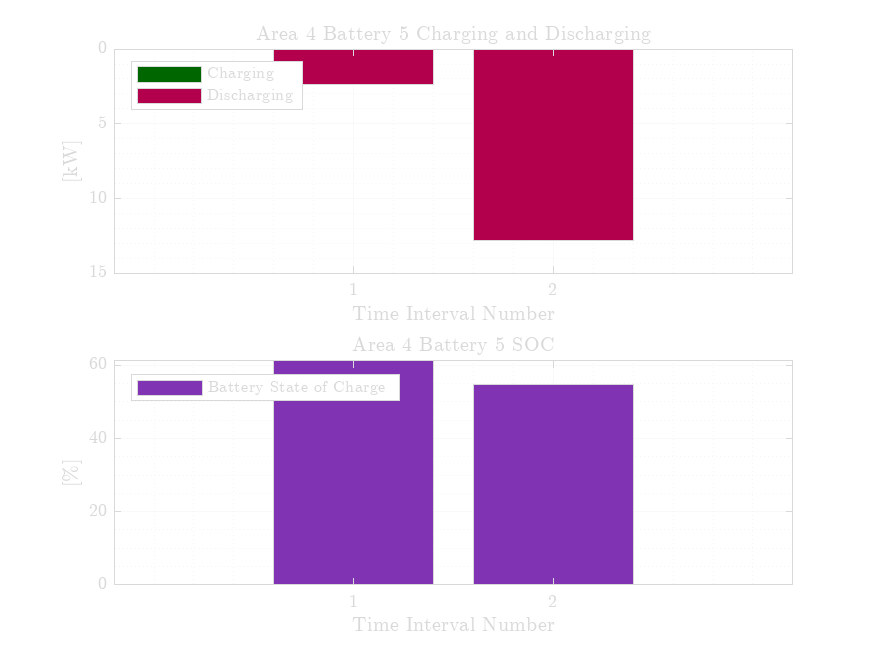 Area 4 Battery 5 Charging and Discharging
0
5
10
15
[kW]
Charging
Discharging
1
2
Time Interval Number
Area 4 Battery 5 SOC
60
40
20
0
[%]
Battery State of Charge
1
2
Time Interval Number